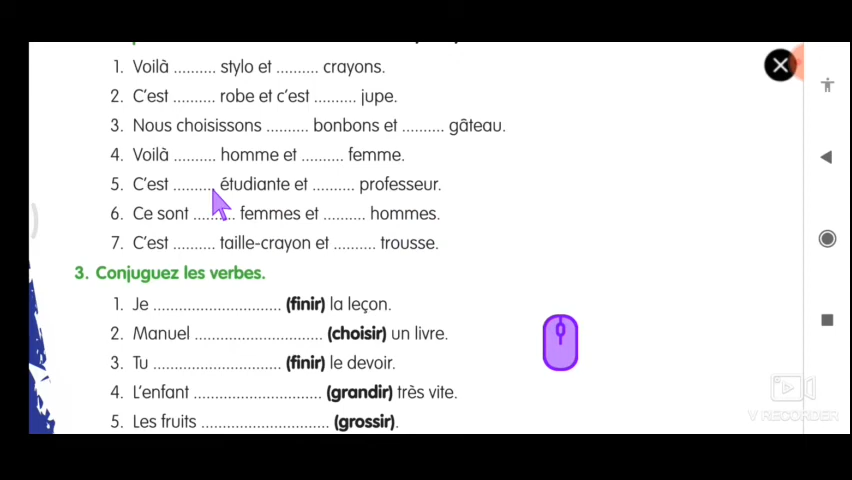 1. Voilà .......... stylo et .......... crayons.
2. C'est .......... robe et c'est .......... jupe.
3. Nous choisissons .......... bonbons et .......... gâteau.
4. Voilà .......... homme et .......... femme.
5. C'est .......... étudiante et .......... professeur.
6. Ce sont .......... femmes et .......... hommes.
7. C'est .......... taille-crayon et .......... trousse.
3. Conjuguez les verbes.
1. Je .............................. (finir) la leçon.
2. Manuel .............................. (choisir) un livre.
3. Tu .............................. (finir) le devoir.
4. L'enfant .............................. (grandir) très vite.
5. Les fruits .............................. (grossir).
V RECORDER